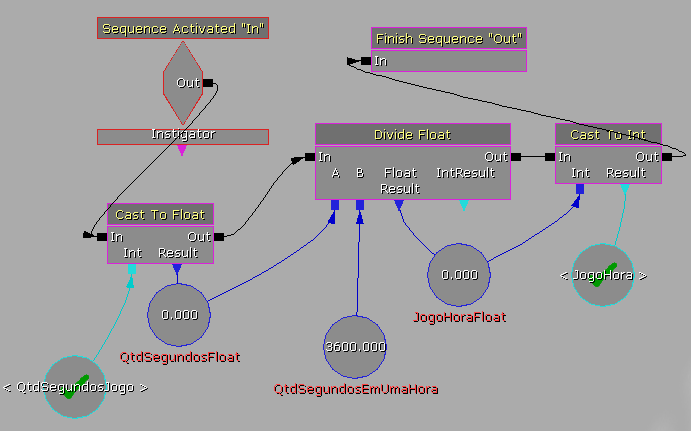 Sequence Activated "In"
Out
Instigator
Finish Sequence "Out"
In
Divide Float
In
Out
A B Float IntResult
Result
Cast To Int
In
Out
Int Result
Cast To Float
In
Out
Int Result
0.000
QtdSegundosFloat
< QtdSegundosJogo >
3600.000
QtdSegundosEmUmaHora
0.000
JogoHoraFloat
< JogoHora >